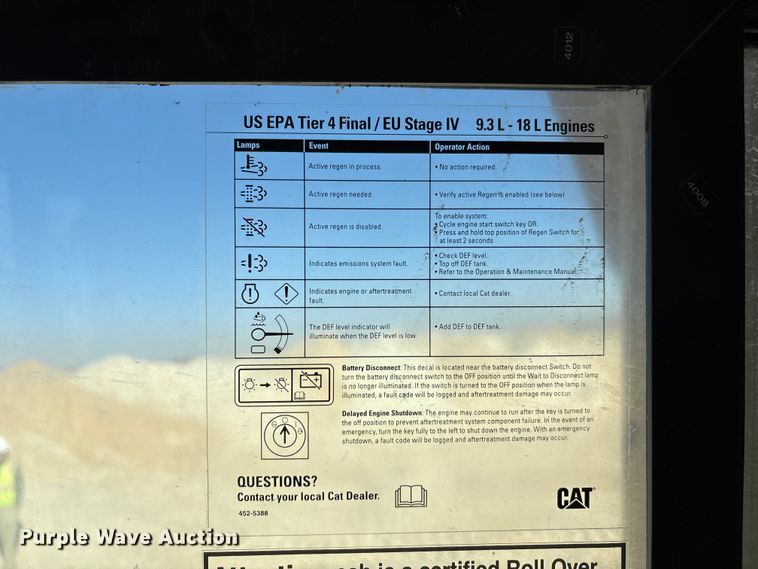 4012
4008
US EPA Tier 4 Final / EU Stage IV 9.3 L - 18 L Engines
Lamps Event Operator Action
Active regen in process. • No action required.
Active regen needed. • Verify active Regen is enabled (see below)
Active regen is disabled.
To enable system:
• Cycle engine start switch key OR
• Press and hold top position of Regen Switch for
at least 2 seconds
Indicates emissions system fault.
• Check DEF level.
• Top off DEF tank.
• Refer to the Operation & Maintenance Manual.
Indicates engine or aftertreatment
fault.
• Contact local Cat dealer.
The DEF level indicator will
illuminate when the DEF level is low.
• Add DEF to DEF tank.
Battery Disconnect: This decal is located near the battery disconnect Switch. Do not
turn the battery disconnect switch to the OFF position until the Wait to Disconnect lamp
is no longer illuminated. If the switch is turned to the OFF position when the lamp is
illuminated, a fault code will be logged and aftertreatment damage may occur.
Delayed Engine Shutdown: The engine may continue to run after the key is turned to
the off position to prevent aftertreatment system component failure. In the event of an
emergency, turn the key fully to the left to shut down the engine. With an emergency
shutdown, a fault code will be logged and aftertreatment damage may occur.
QUESTIONS?
Contact your local Cat Dealer.
452-5388
CAT
Purple Wave Auction
is a certified Roll Over